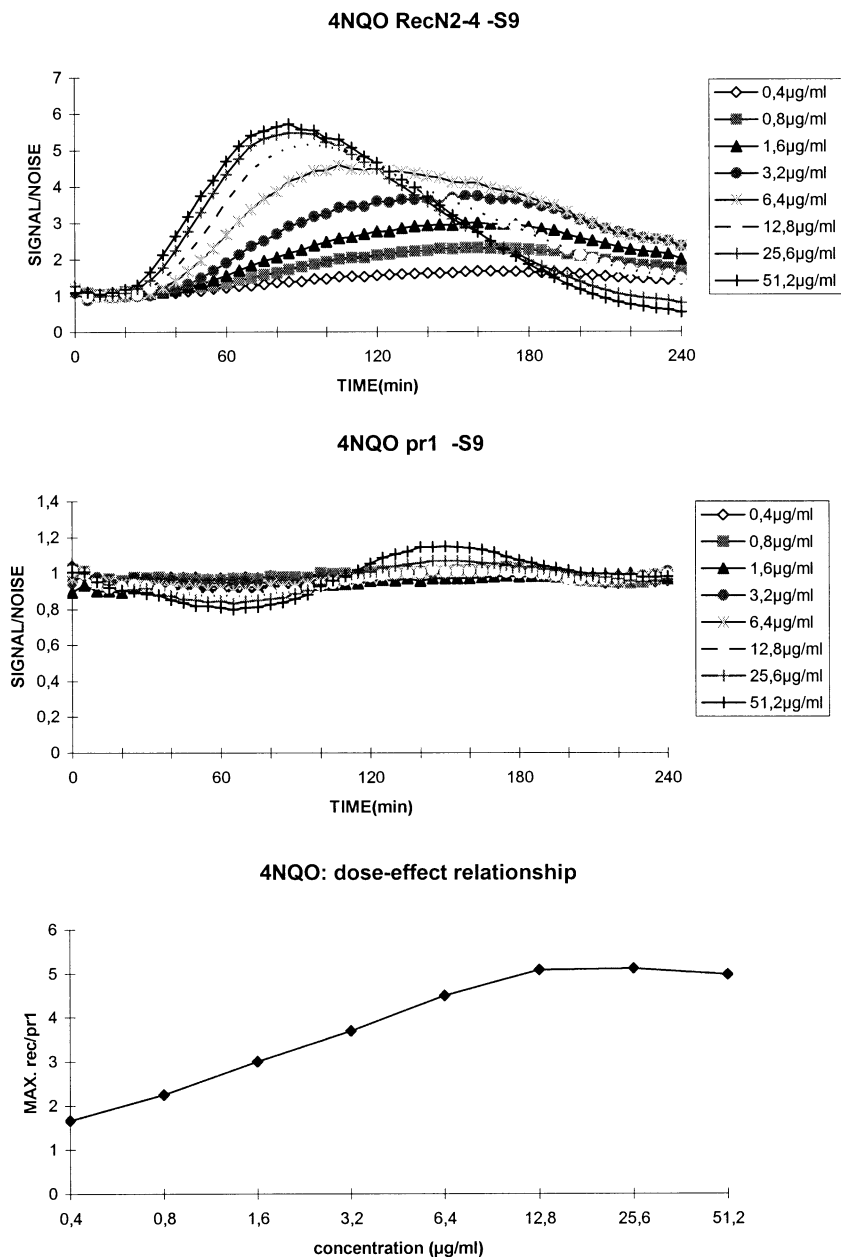 4NQO RecN2-4 -S9
7
6
5
4
3
2
1
0
SIGNAL/NOISE
0
60
120
180
240
TIME(min)
0,4µg/ml
0,8µg/ml
1,6µg/ml
3,2µg/ml
6,4µg/ml
12,8µg/ml
25,6µg/ml
51,2µg/ml
4NQO pr1 -S9
1,4
1,2
1
0,8
0,6
0,4
0,2
0
SIGNAL/NOISE
0
60
120
180
240
TIME(min)
0,4µg/ml
0,8µg/ml
1,6µg/ml
3,2µg/ml
6,4µg/ml
12,8µg/ml
25,6µg/ml
51,2µg/ml
4NQO: dose-effect relationship
6
5
4
3
2
1
0
MAX. rec/pr1
0,4
0,8
1,6
3,2
6,4
12,8
25,6
51,2
concentration (µg/ml)